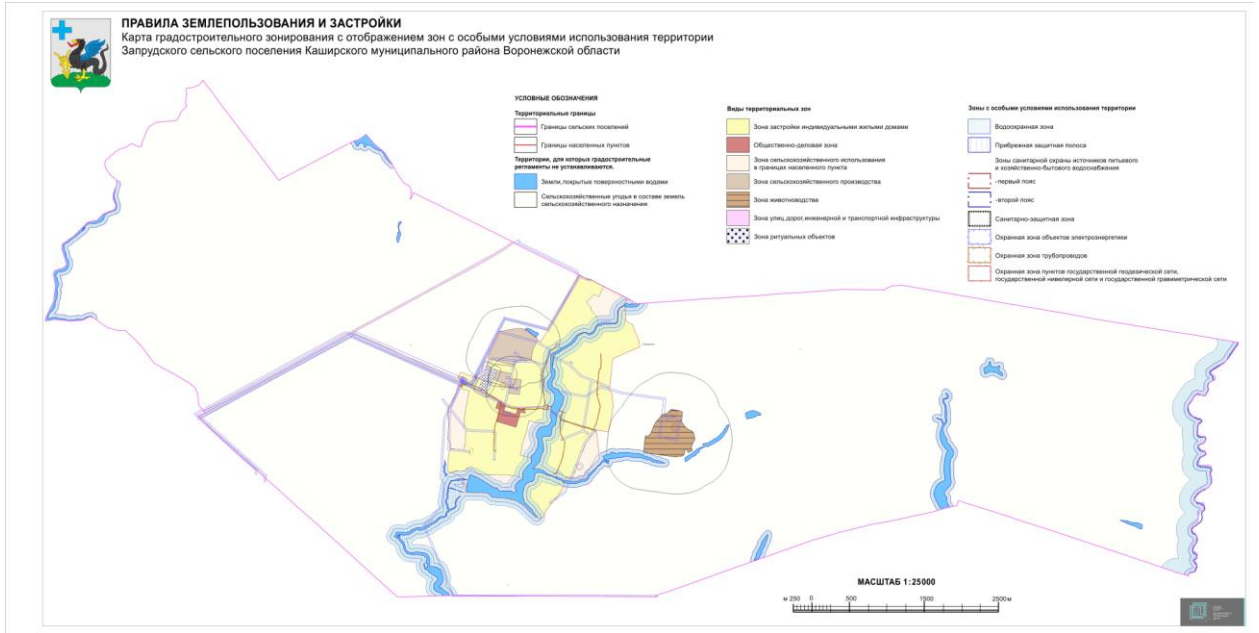 ПРАВИЛА ЗЕМЛЕПОЛЬЗОВАНИЯ И ЗАСТРОЙКИ
Карта градостроительного зонирования с отображением зон с особыми условиями использования территории
Запрудского сельского поселения Каширского муниципального района Воронежской области
УСЛОВНЫЕ ОБОЗНАЧЕНИЯ
Территориальные границы
Границы сельских поселений
Границы населенных пунктов
Территории, для которых градостроительные
регламенты не устанавливаются.
Земли,покрытые поверхностными водами
Сельскохозяйственные угодья в составе земель
сельскохозяйственного назначения
Виды территориальных зон
Зона застройки индивидуальными жилыми домами
Общественно-деловая зона
Зона сельскохозяйственного использования
в границах населенного пункта
Зона сельскохозяйственного производства
Зона животноводства
Зона улиц,дорог,инженерной и транспортной инфраструктуры
Зона ритуальных объектов
Зоны с особыми условиями использования территории
Водоохранная зона
Прибрежная защитная полоса
Зоны санитарной охраны источников питьевого
и хозяйственно-бытового водоснабжения
-первый пояс
-второй пояс
Санитарно-защитная зона
Охранная зона объектов электроэнергетики
Охранная зона трубопроводов
Охранная зона пунктов государственной геодезической сети,
государственной нивелирной сети и государственной гравиметрической сети
МАСШТАБ 1:25000
м 250 0 500 1500 2500м